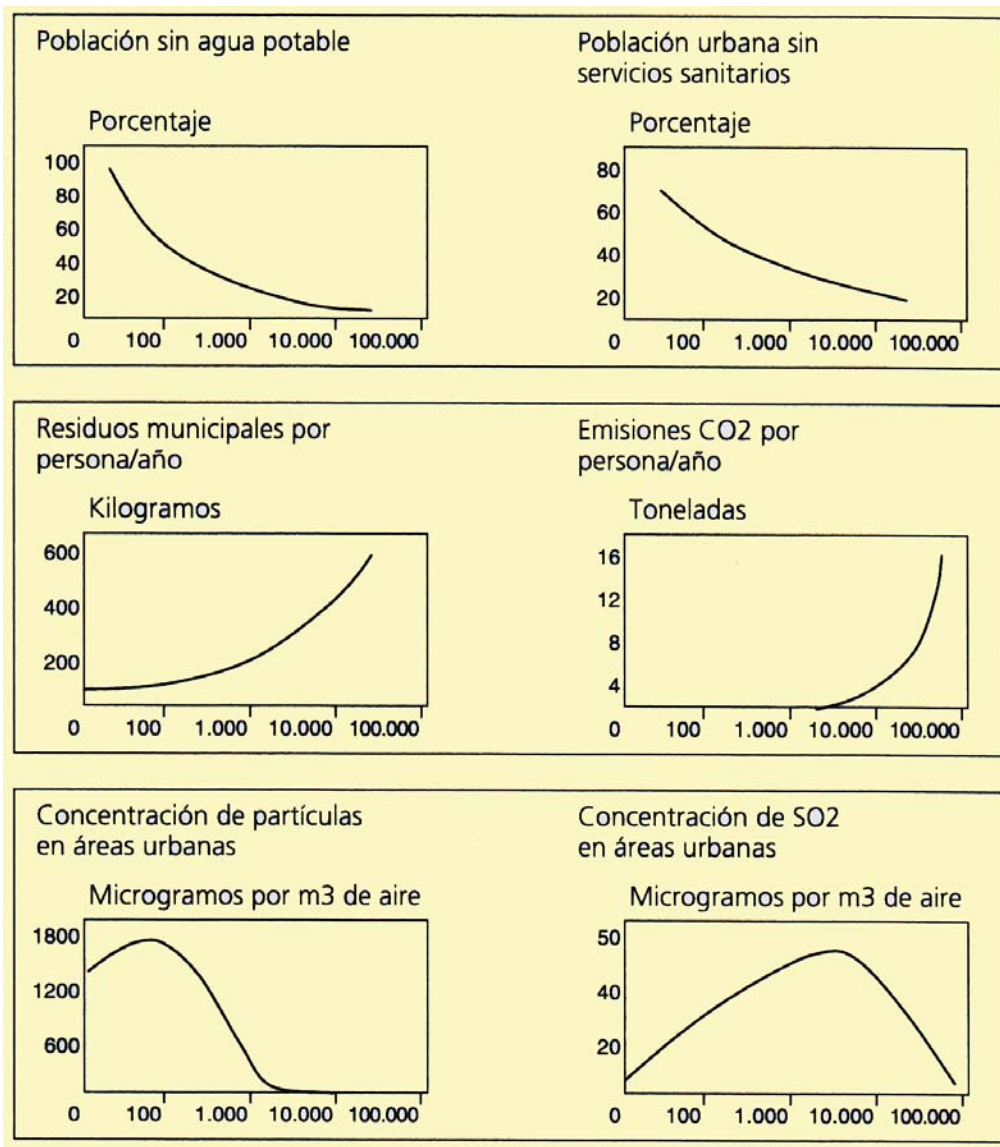 Población sin agua potable
Porcentaje
100
80
60
40
20
0 100 1.000 10.000 100.000
Población urbana sin
servicios sanitarios
Porcentaje
80
60
40
20
0 100 1.000 10.000 100.000
Residuos municipales por
persona/año
Kilogramos
600
400
200
0 100 1.000 10.000 100.000
Emisiones CO2 por
persona/año
Toneladas
16
12
8
4
0 100 1.000 10.000 100.000
Concentración de partículas
en áreas urbanas
Microgramos por m3 de aire
1800
1200
600
0 100 1.000 10.000 100.000
Concentración de SO2
en áreas urbanas
Microgramos por m3 de aire
50
40
20
0 100 1.000 10.000 100.000